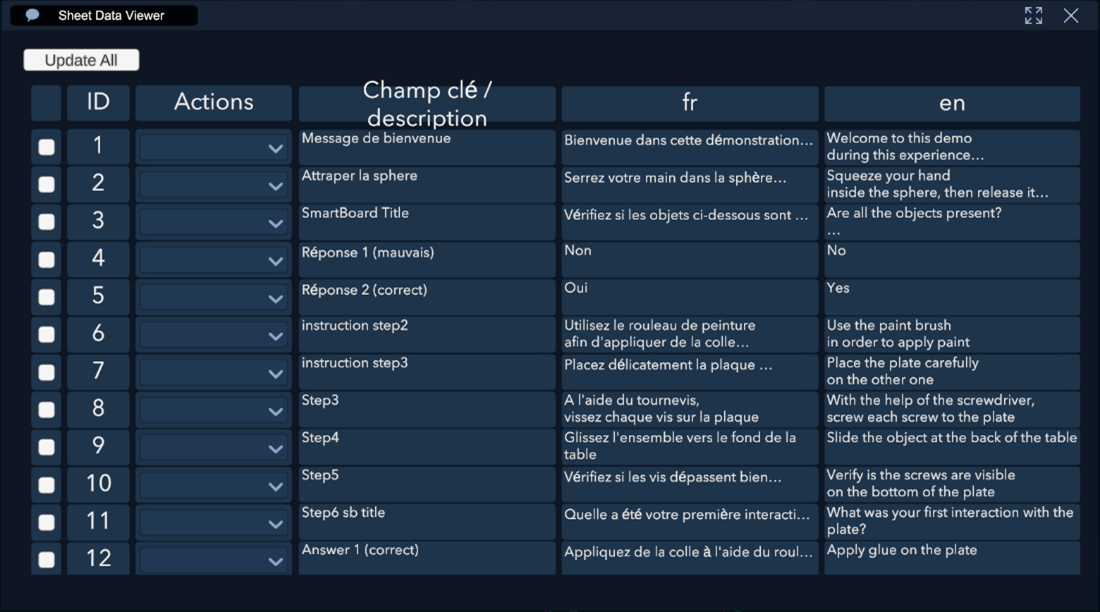 Sheet Data Viewer
Update All
ID
Actions
Champ clé /
description
fr
en
1
Message de bienvenue
Bienvenue dans cette démonstration...
Welcome to this demo
during this experience...
2
Attraper la sphere
Serrez votre main dans la sphère...
Squeeze your hand
inside the sphere, then release it...
3
SmartBoard Title
Vérifiez si les objets ci-dessous sont ...
Are all the objects present?
...
4
Réponse 1 (mauvais)
Non
No
5
Réponse 2 (correct)
Oui
Yes
6
instruction step2
Utilisez le rouleau de peinture
afin d'appliquer de la colle...
Use the paint brush
in order to apply paint
7
instruction step3
Placez délicatement la plaque ...
Place the plate carefully
on the other one
8
Step3
A l'aide du tournevis,
vissez chaque vis sur la plaque
With the help of the screwdriver,
screw each screw to the plate
9
Step4
Glissez l'ensemble vers le fond de la
table
Slide the object at the back of the table
10
Step5
Vérifiez si les vis dépassent bien...
Verify is the screws are visible
on the bottom of the plate
11
Step6 sb title
Quelle a été votre première interacti...
What was your first interaction with the
plate?
12
Answer 1 (correct)
Appliquez de la colle à l'aide du roul...
Apply glue on the plate